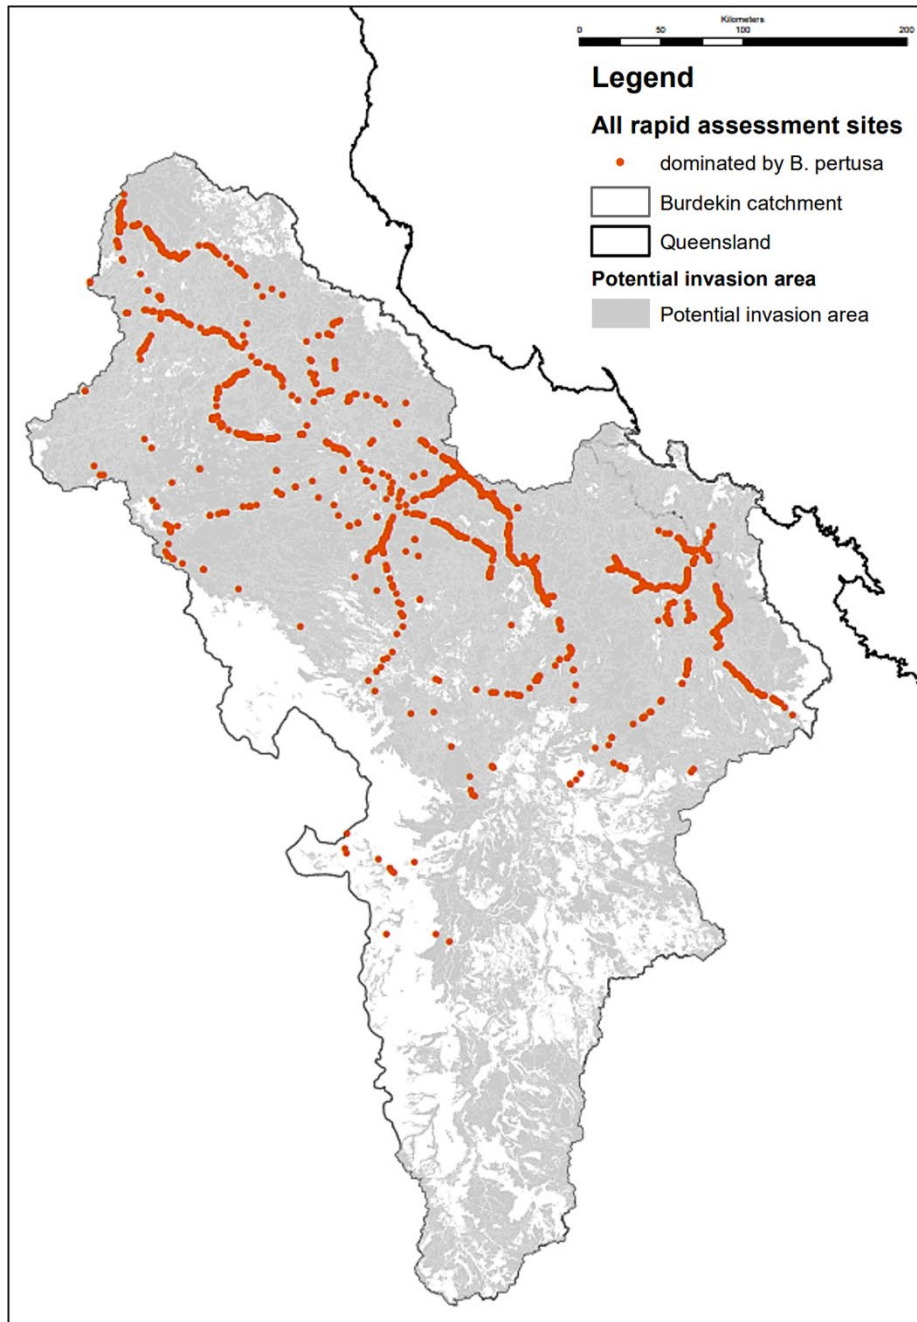 Kilometers
0 50 100 200
Legend
All rapid assessment sites
dominated by B. pertusa
Burdekin catchment
Queensland
Potential invasion area
Potential invasion area